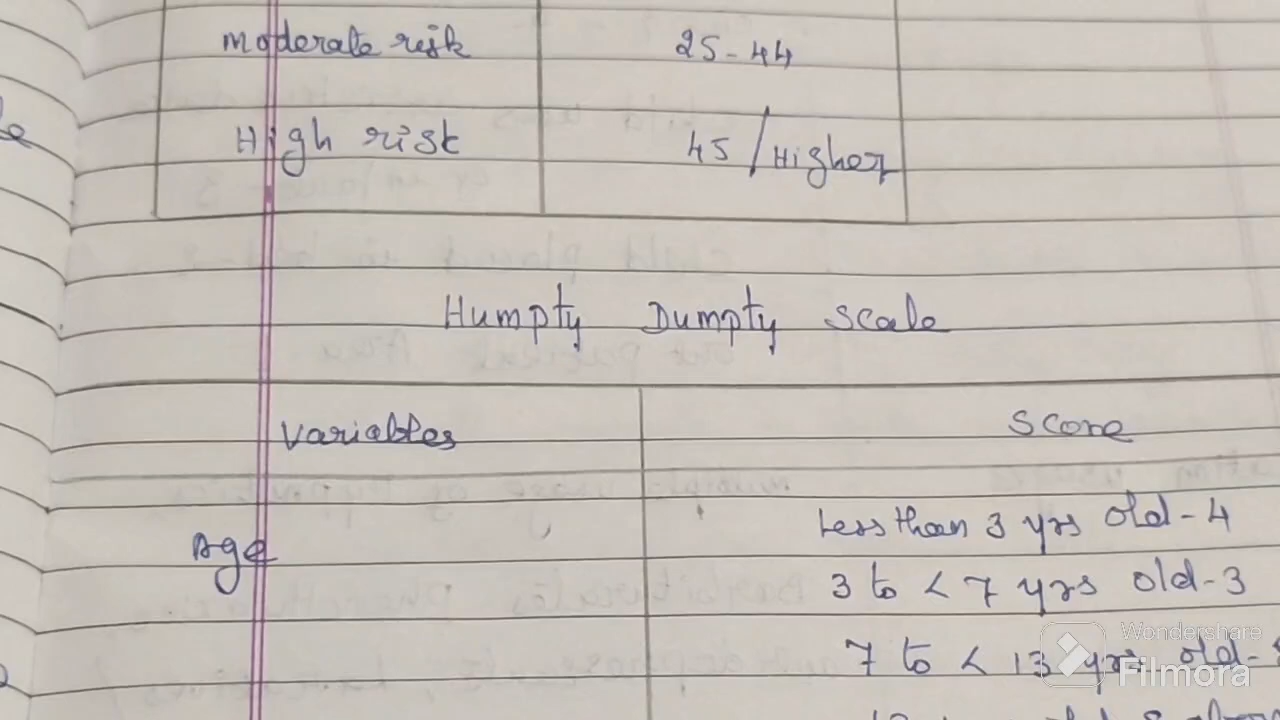 Moderate risk 25-44
High risk 45/Higher
Humpty Dumpty Scale
Variables Score
Age Less than 3 yrs old-4
3 to < 7 yrs old-3
7 to < 13 yrs old-
Wondershare
Filmora